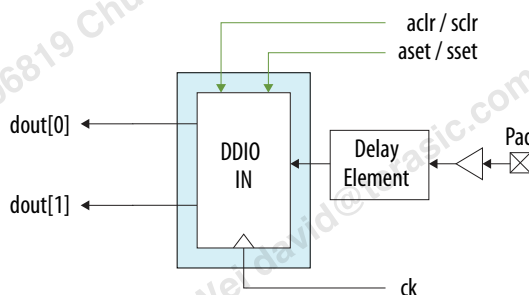 aclr / sclr
aset / sset
dout[0]
DDIO
IN
Delay
Element
dout[1]
ck